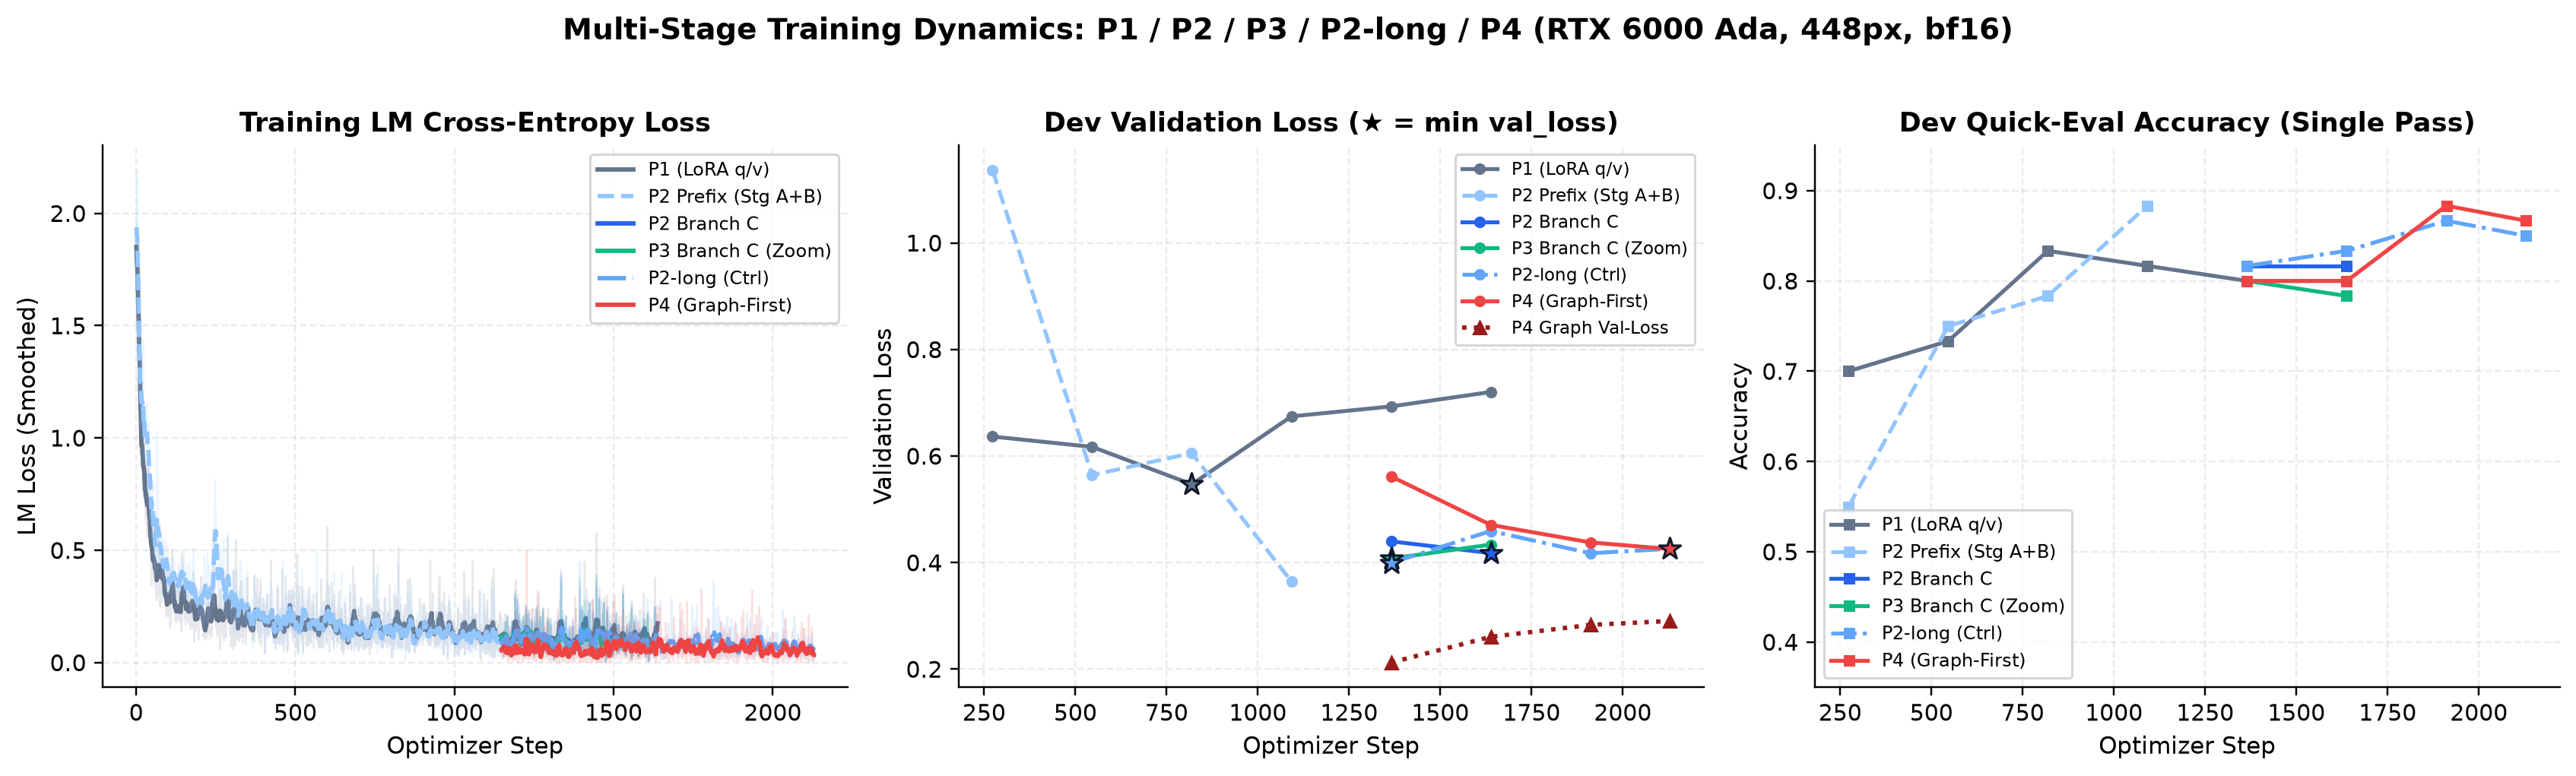 Multi-Stage Training Dynamics: P1 / P2 / P3 / P2-long / P4 (RTX 6000 Ada, 448px, bf16)
Training LM Cross-Entropy Loss
LM Loss (Smoothed)
2.0
1.5
1.0
0.5
0.0
P1 (LoRA q/v)
P2 Prefix (Stg A+B)
P2 Branch C
P3 Branch C (Zoom)
P2-long (Ctrl)
P4 (Graph-First)
0 500 1000 1500 2000
Optimizer Step
Dev Validation Loss (★ = min val_loss)
Validation Loss
1.0
0.8
0.6
0.4
0.2
P1 (LoRA q/v)
P2 Prefix (Stg A+B)
P2 Branch C
P3 Branch C (Zoom)
P2-long (Ctrl)
P4 (Graph-First)
P4 Graph Val-Loss
250 500 750 1000 1250 1500 1750 2000
Optimizer Step
Dev Quick-Eval Accuracy (Single Pass)
Accuracy
0.9
0.8
0.7
0.6
0.5
0.4
P1 (LoRA q/v)
P2 Prefix (Stg A+B)
P2 Branch C
P3 Branch C (Zoom)
P2-long (Ctrl)
P4 (Graph-First)
250 500 750 1000 1250 1500 1750 2000
Optimizer Step